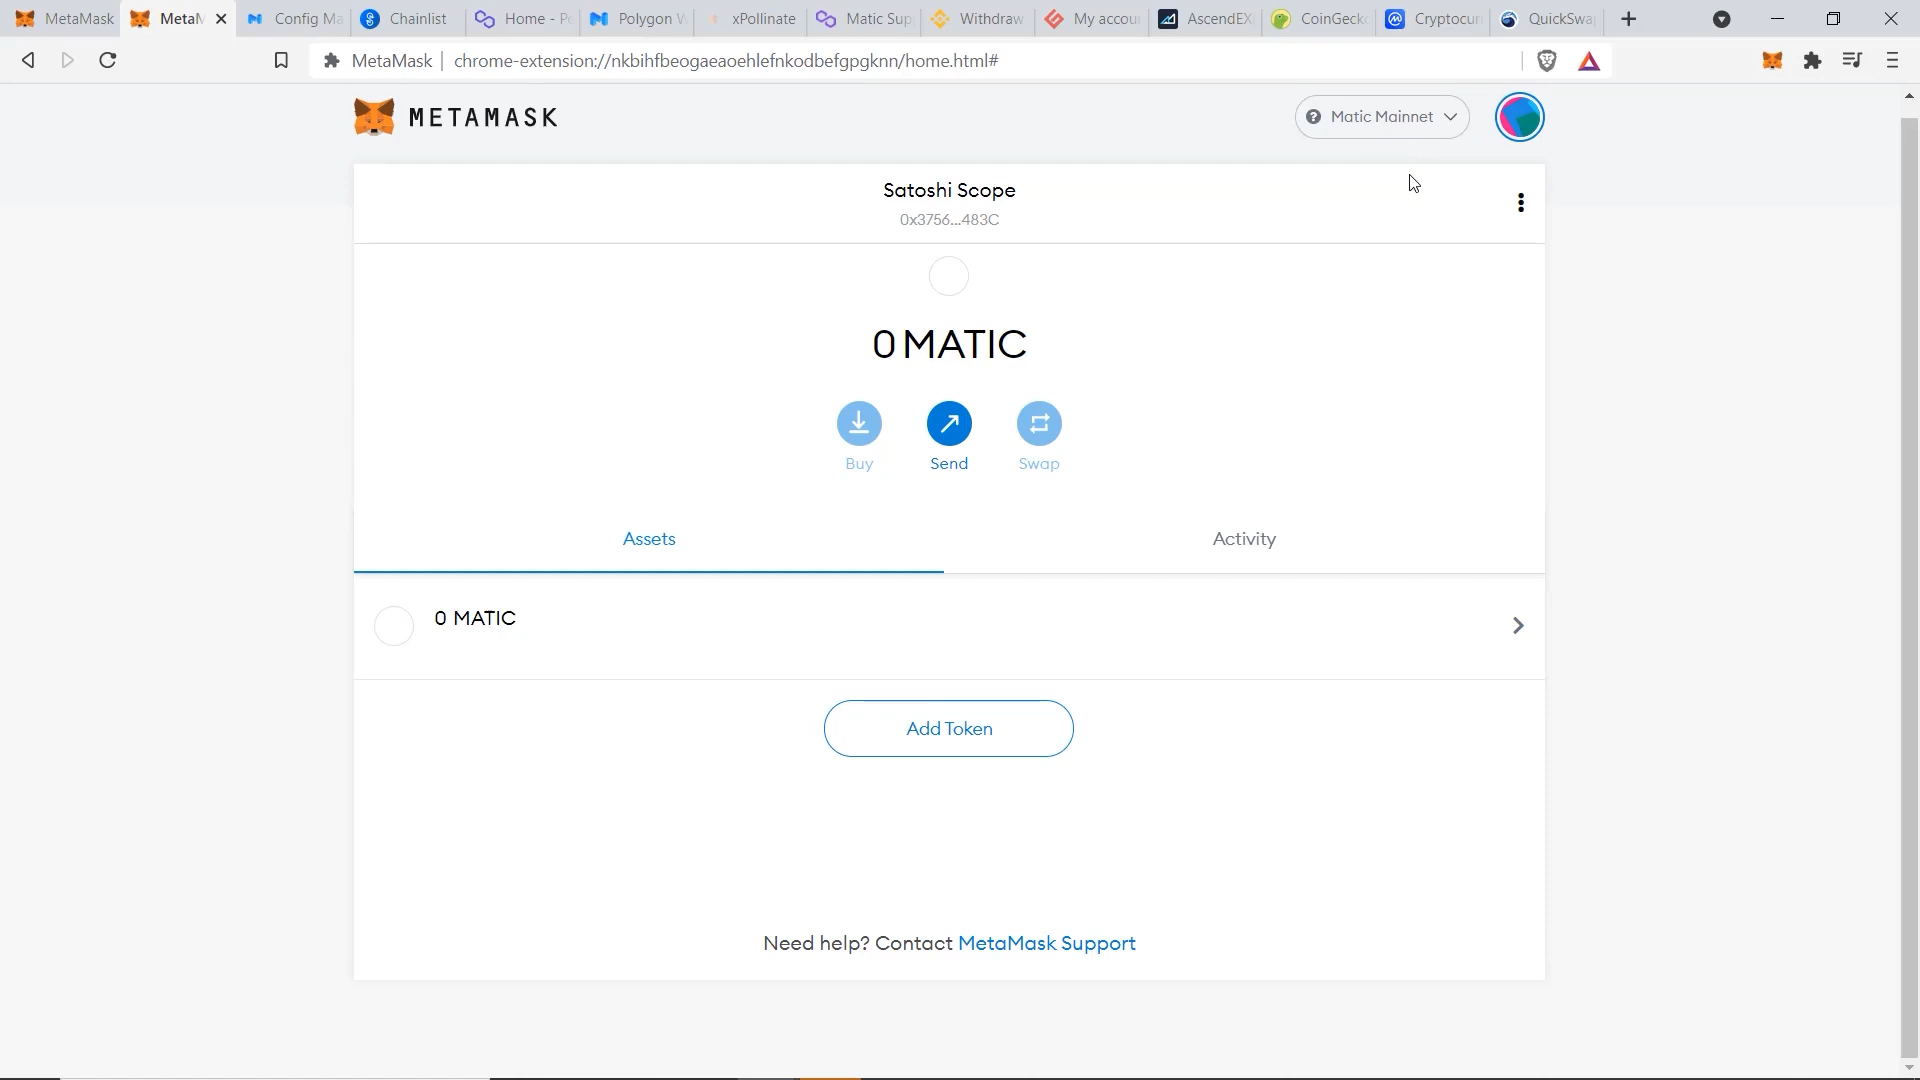 MetaMask
MetaM
Config Ma
Chainlist
Home - Po
Polygon W
xPollinate
Matic Sup
Withdraw
My accou
AscendEX
CoinGecko
Cryptocur
QuickSwa
MetaMask | chrome-extension://nkbihfbeogaeaoehlefnkodbefgpgknn/home.html#
METAMASK
Matic Mainnet
Satoshi Scope
0x3756...483C
0 MATIC
Buy
Send
Swap
Assets
Activity
0 MATIC
Add Token
Need help? Contact MetaMask Support